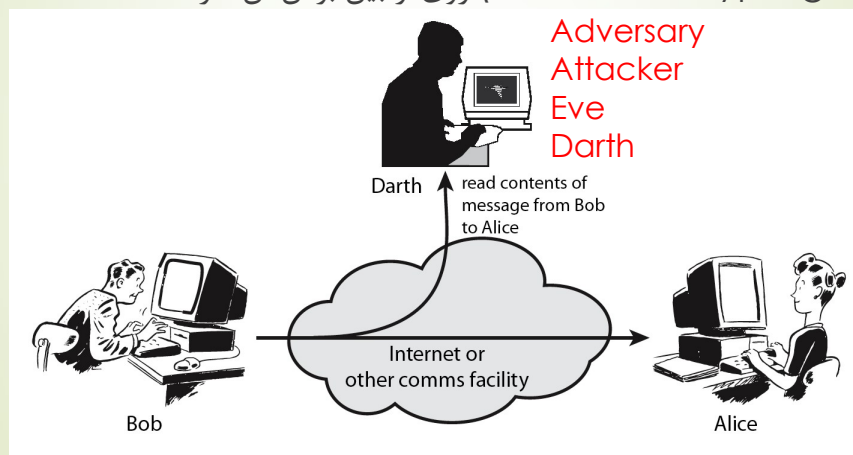 Adversary
Attacker
Eve
Darth
Darth
read contents of
message from Bob
to Alice
Internet or
other comms facility
Bob
Alice